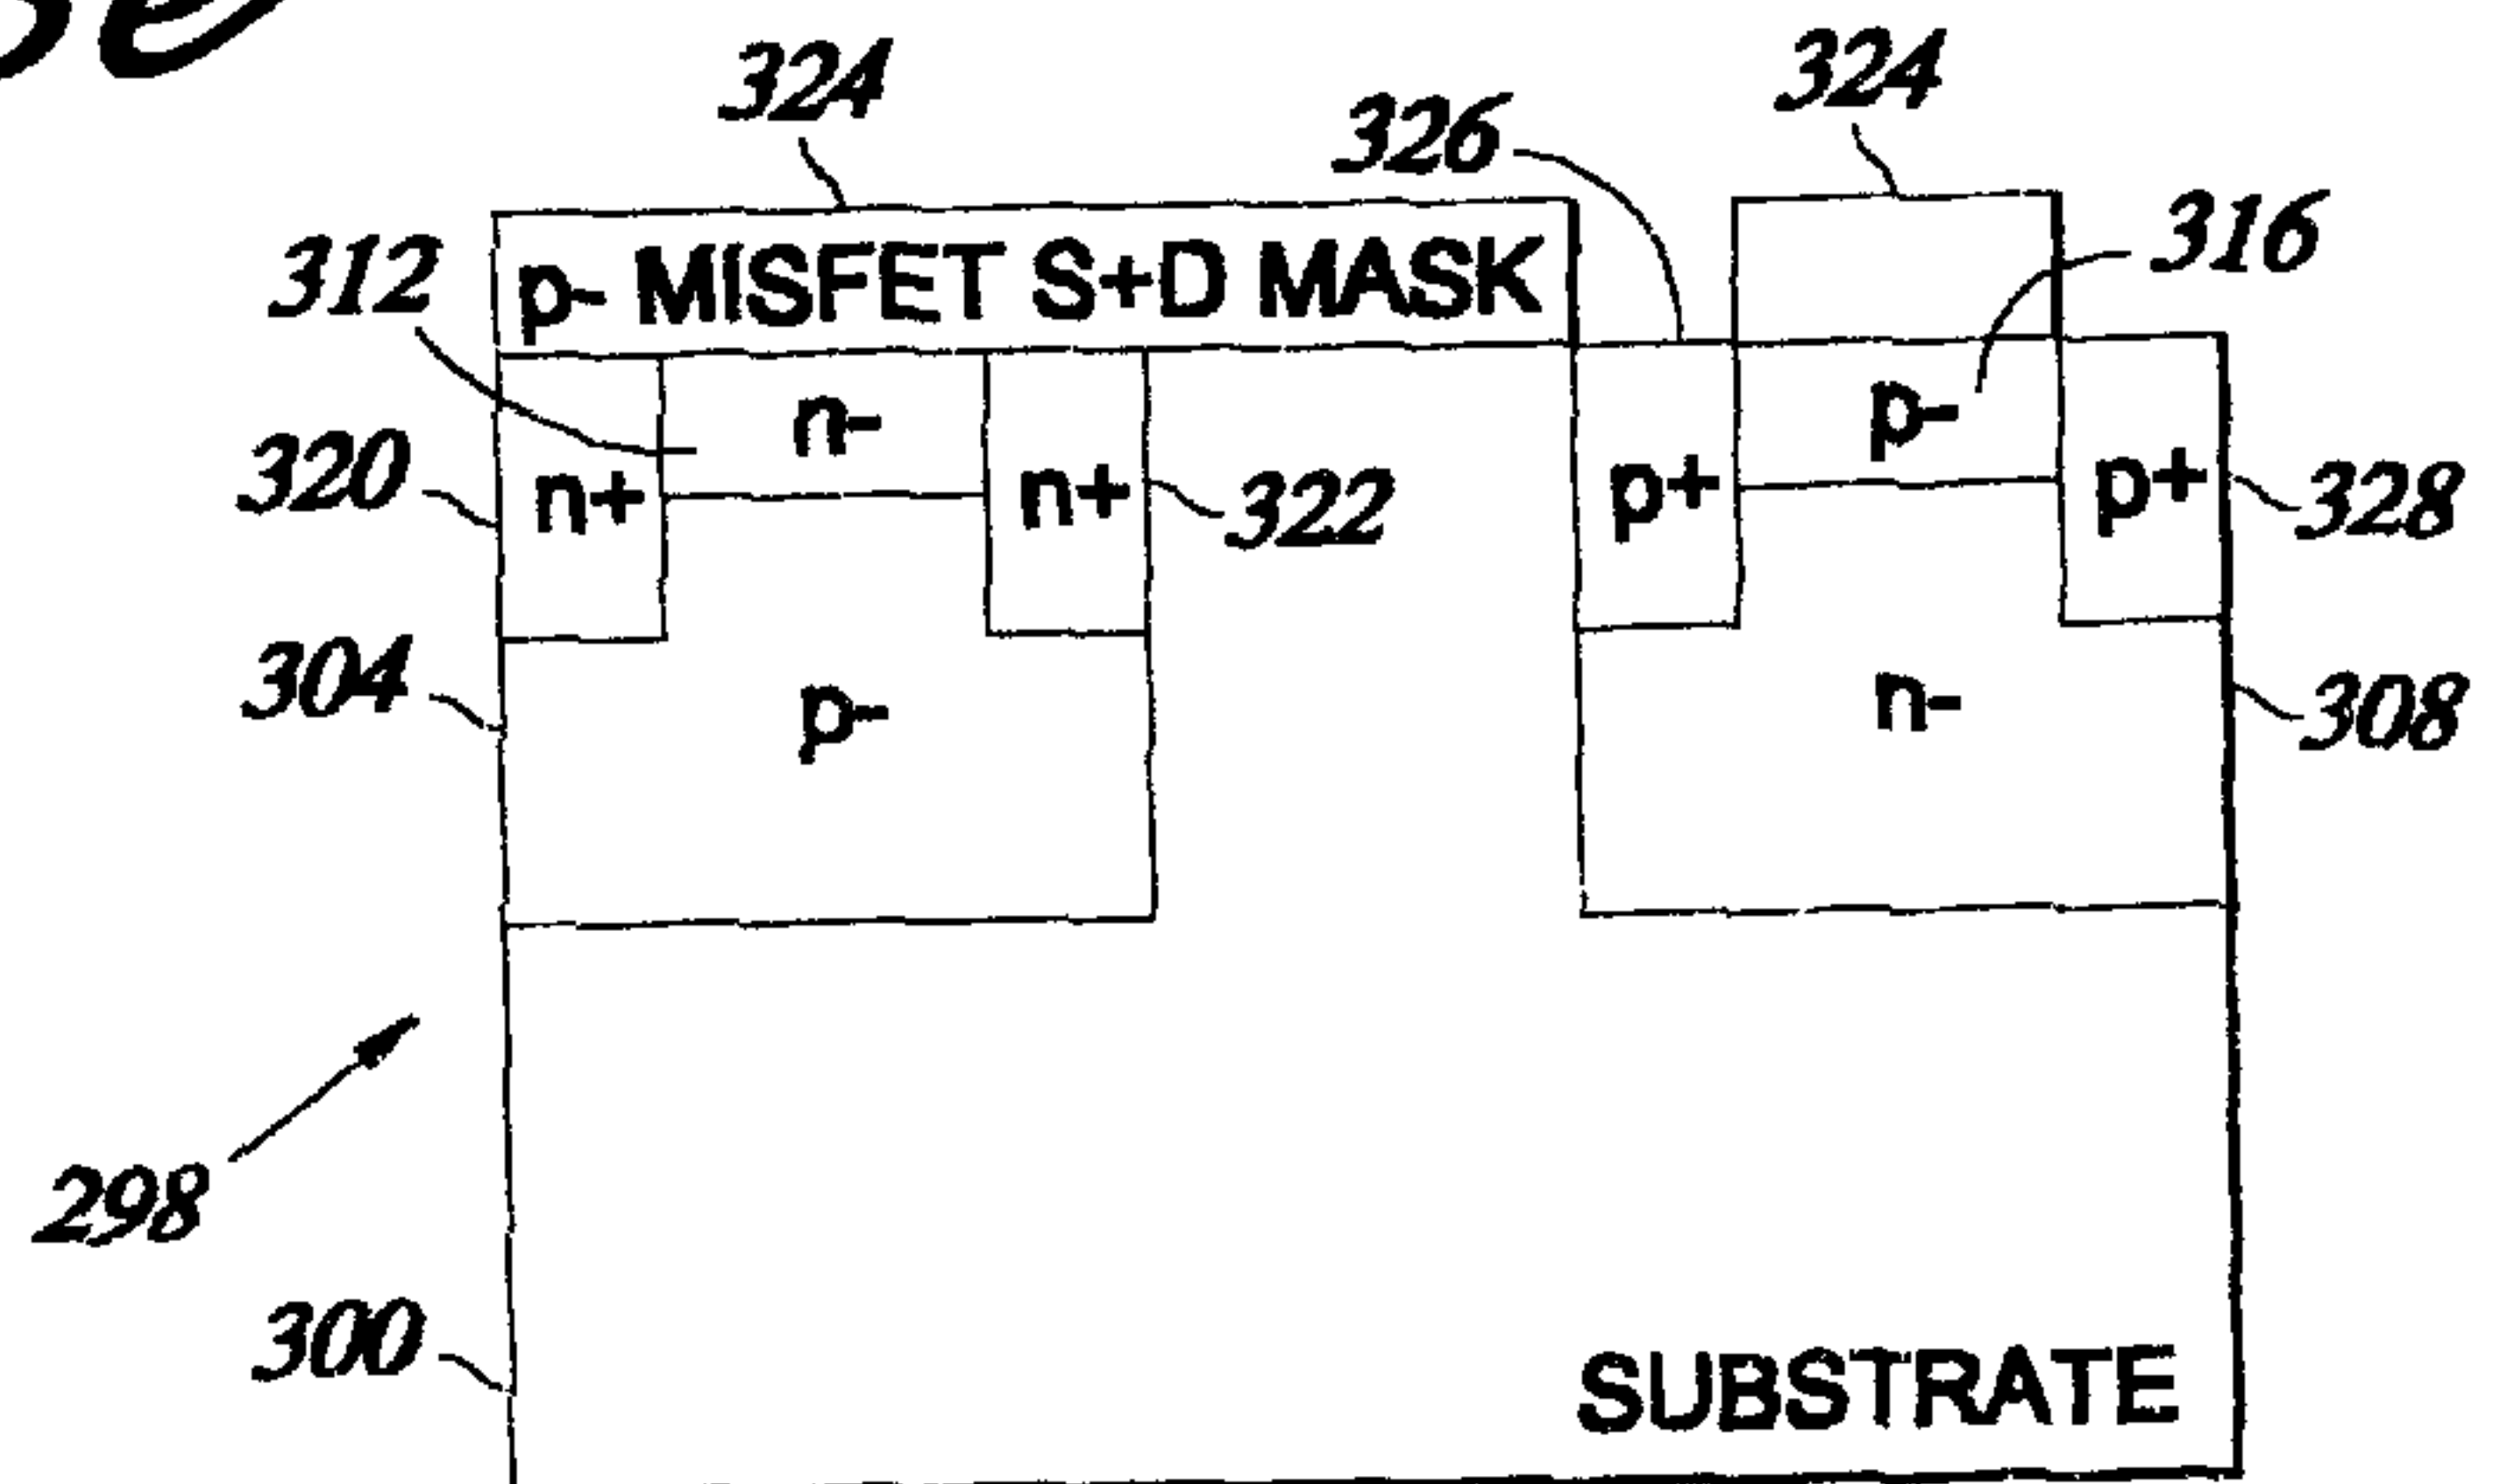 324
324
326
316
312
p- MISFET S+D MASK
n-
p-
320
n+
n+
322
p+
p+
328
304
p-
n-
308
298
300
SUBSTRATE